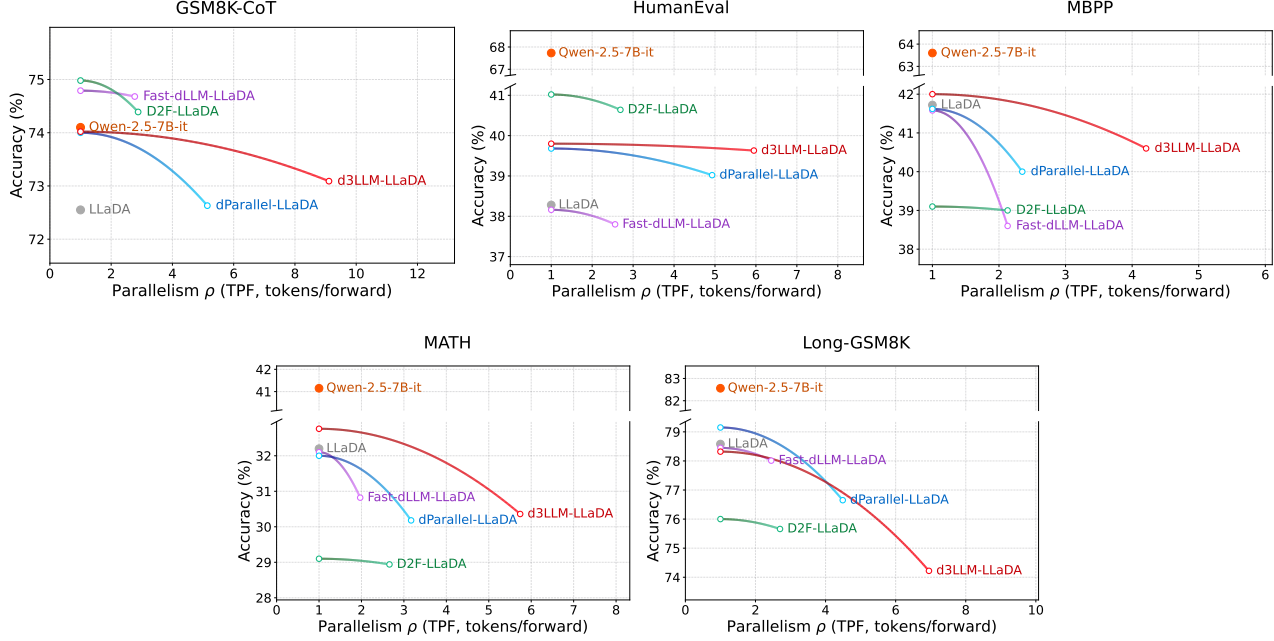 GSM8K-CoT
Accuracy (%)
75
74
73
72
Fast-dLLM-LLaDA
D2F-LLaDA
Qwen-2.5-7B-it
d3LLM-LLaDA
dParallel-LLaDA
LLaDA
0 2 4 6 8 10 12
Parallelism ρ (TPF, tokens/forward)
HumanEval
Accuracy (%)
68
67
41
40
39
38
37
Qwen-2.5-7B-it
D2F-LLaDA
d3LLM-LLaDA
dParallel-LLaDA
LLaDA
Fast-dLLM-LLaDA
0 1 2 3 4 5 6 7 8
Parallelism ρ (TPF, tokens/forward)
MBPP
Accuracy (%)
64
63
42
41
40
39
38
Qwen-2.5-7B-it
LLaDA
d3LLM-LLaDA
dParallel-LLaDA
D2F-LLaDA
Fast-dLLM-LLaDA
1 2 3 4 5 6
Parallelism ρ (TPF, tokens/forward)
MATH
Accuracy (%)
42
41
32
31
30
29
28
Qwen-2.5-7B-it
LLaDA
Fast-dLLM-LLaDA
d3LLM-LLaDA
dParallel-LLaDA
D2F-LLaDA
0 1 2 3 4 5 6 7 8
Parallelism ρ (TPF, tokens/forward)
Long-GSM8K
Accuracy (%)
83
82
79
78
77
76
75
74
Qwen-2.5-7B-it
LLaDA
Fast-dLLM-LLaDA
dParallel-LLaDA
D2F-LLaDA
d3LLM-LLaDA
0 2 4 6 8 10
Parallelism ρ (TPF, tokens/forward)